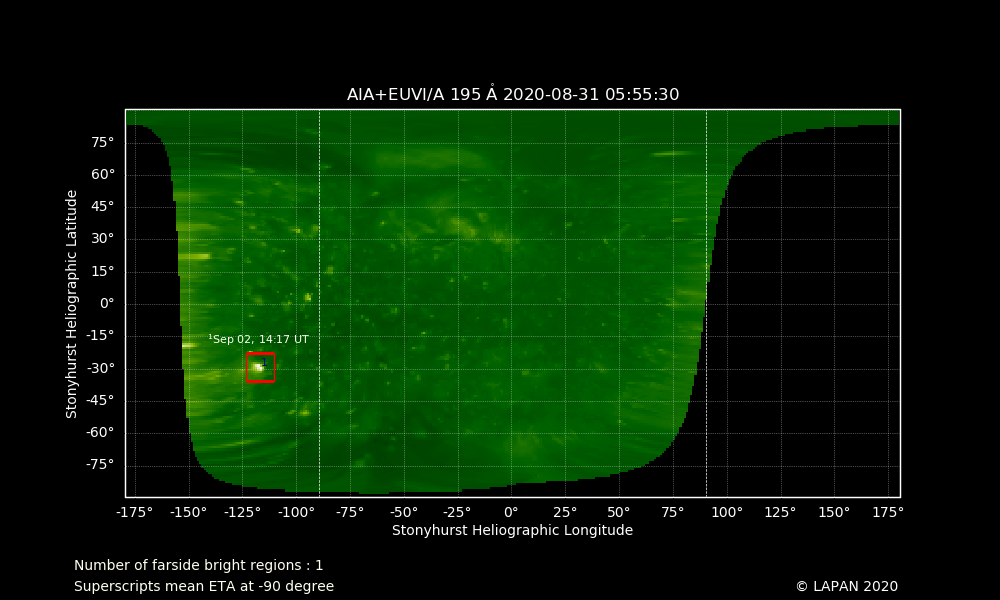 AIA+EUVI/A 195 Å 2020-08-31 05:55:30
Stonyhurst Heliographic Latitude
75°
60°
45°
30°
15°
0°
-15°
-30°
-45°
-60°
-75°
¹Sep 02, 14:17 UT
-175° -150° -125° -100° -75° -50° -25° 0° 25° 50° 75° 100° 125° 150° 175°
Stonyhurst Heliographic Longitude
Number of farside bright regions : 1
Superscripts mean ETA at -90 degree
© LAPAN 2020